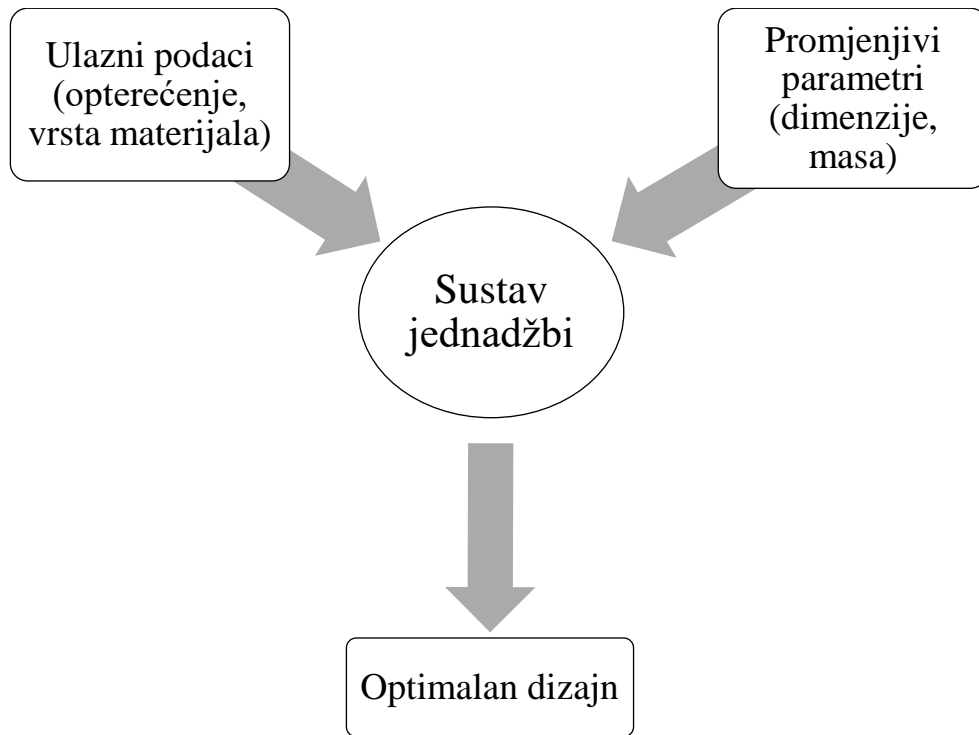 Ulazni podaci
(opterećenje,
vrsta materijala)
Promjenjivi
parametri
(dimenzije,
masa)
Sustav
jednadžbi
Optimalan dizajn